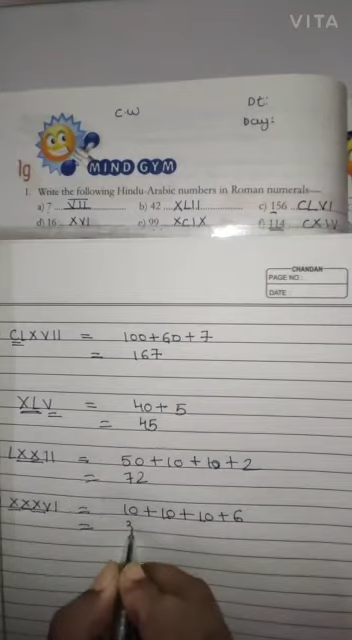 VITA
CW
Dt:
Day:
MIND GYM
1. Write the following Hindu-Arabic numbers in Roman numerals—
a) 7 VII b) 42 XLII c) 156 CLVI
d) 16 XVI e) 99 XCIX f) 114 CXIV
CHANDAN
PAGE NO.:
DATE:
CLXVII = 100+60+7
= 167
XLV = 40+5
= 45
LXXII = 50+10+10+2
= 72
XXXVI = 10+10+10+6
= 3